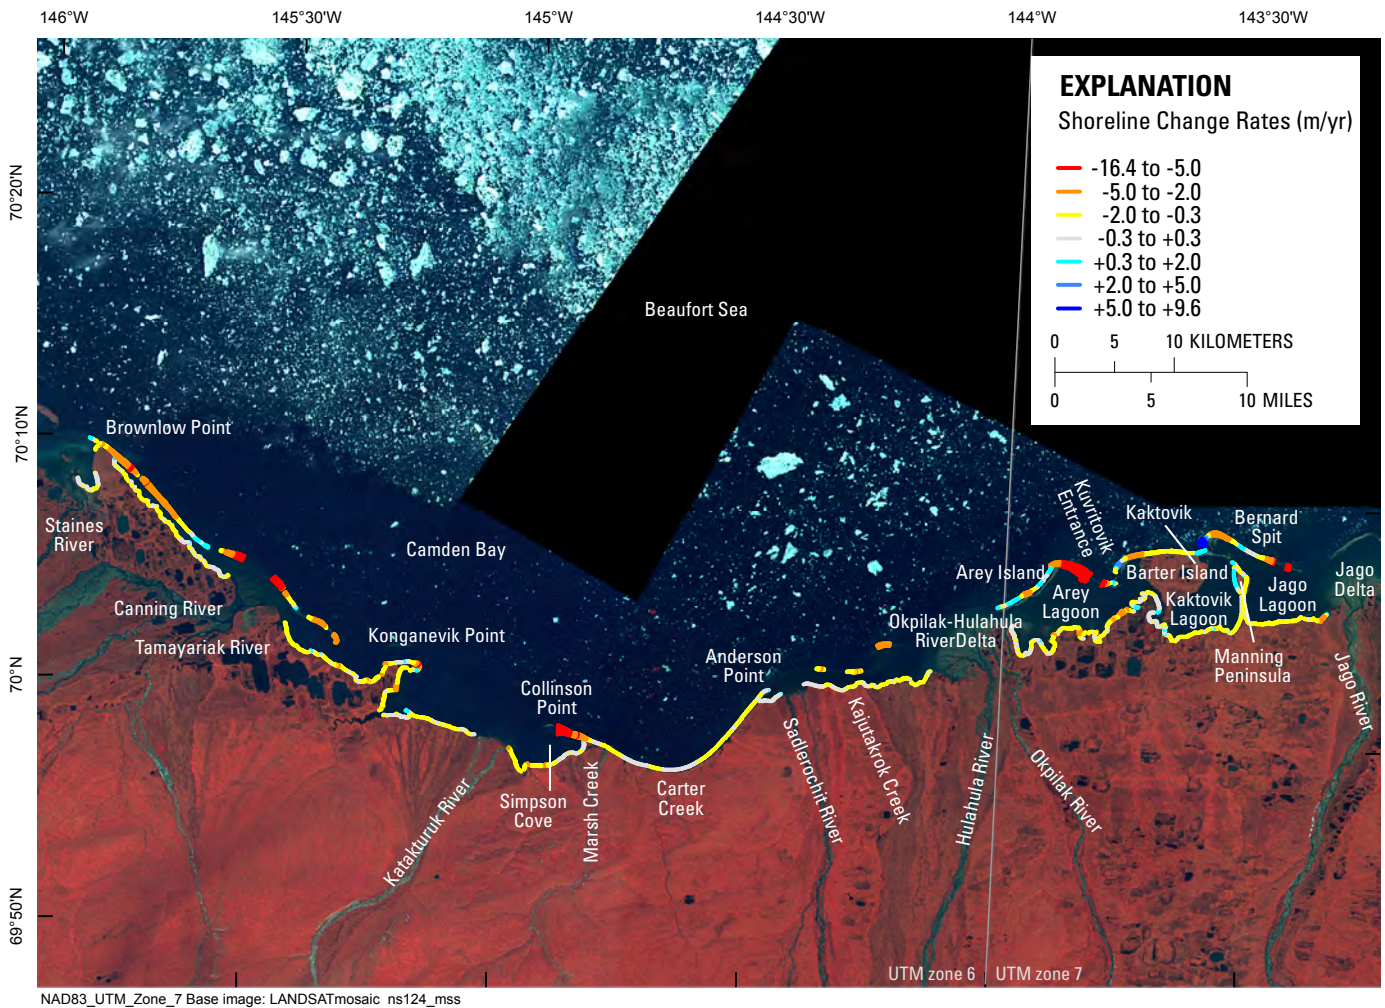 146°W
145°30'W
145°W
144°30'W
144°W
143°30'W
70°20'N
70°10'N
70°N
69°50'N
EXPLANATION
Shoreline Change Rates (m/yr)
-16.4 to -5.0
-5.0 to -2.0
-2.0 to -0.3
-0.3 to +0.3
+0.3 to +2.0
+2.0 to +5.0
+5.0 to +9.6
0 5 10 KILOMETERS
0 5 10 MILES
Beaufort Sea
Brownlow Point
Staines
River
Camden Bay
Canning River
Tamayariak River
Konganevik Point
Collinson
Point
Simpson
Cove
Katakturuk River
Marsh Creek
Carter
Creek
Anderson
Point
Sadlerochit River
Kajutakrok Creek
Okpilak-Hulahula
RiverDelta
Hulahula River
Okpilak River
Arey Island
Arey
Lagoon
Kuvritovik
Entrance
Kaktovik
Barter Island
Kaktovik
Lagoon
Bernard
Spit
Jago
Lagoon
Jago
Delta
Manning
Peninsula
Jago River
UTM zone 6
UTM zone 7
NAD83_UTM_Zone_7 Base image: LANDSATmosaic_ns124_mss